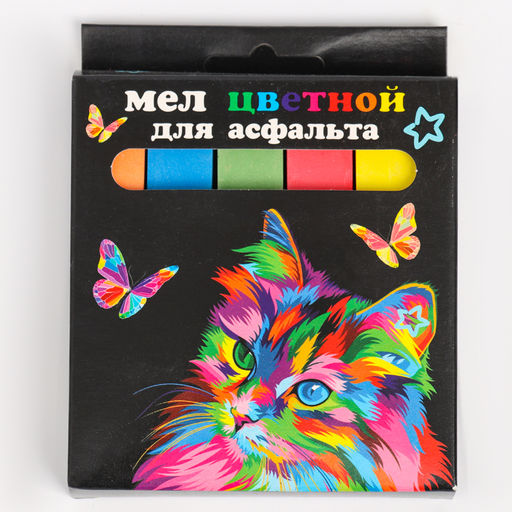 мел цветной
для асфальта